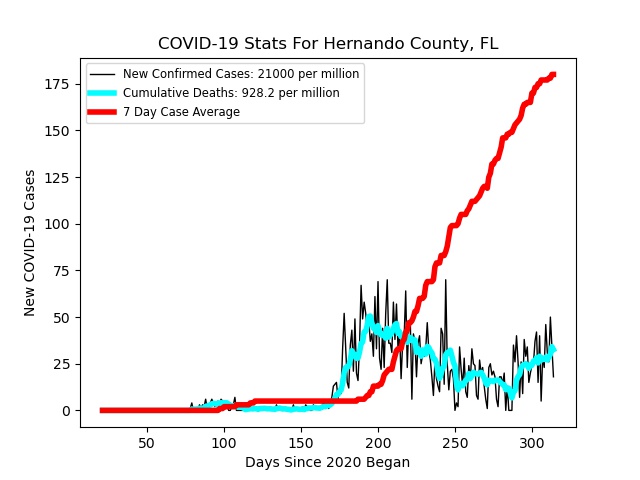 COVID-19 Stats For Hernando County, FL
New Confirmed Cases: 21000 per million
Cumulative Deaths: 928.2 per million
7 Day Case Average
New COVID-19 Cases
175
150
125
100
75
50
25
0
50 100 150 200 250 300
Days Since 2020 Began